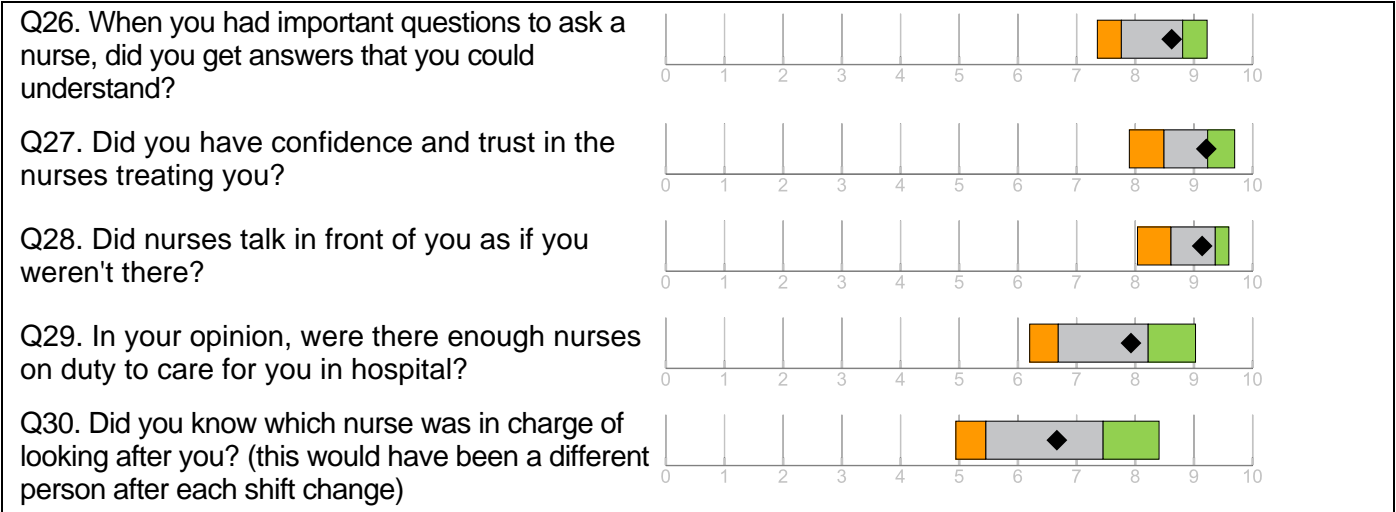 Q26. When you had important questions to ask a
nurse, did you get answers that you could
understand?
0 1 2 3 4 5 6 7 8 9 10
Q27. Did you have confidence and trust in the
nurses treating you?
0 1 2 3 4 5 6 7 8 9 10
Q28. Did nurses talk in front of you as if you
weren't there?
0 1 2 3 4 5 6 7 8 9 10
Q29. In your opinion, were there enough nurses
on duty to care for you in hospital?
0 1 2 3 4 5 6 7 8 9 10
Q30. Did you know which nurse was in charge of
looking after you? (this would have been a different
person after each shift change)
0 1 2 3 4 5 6 7 8 9 10